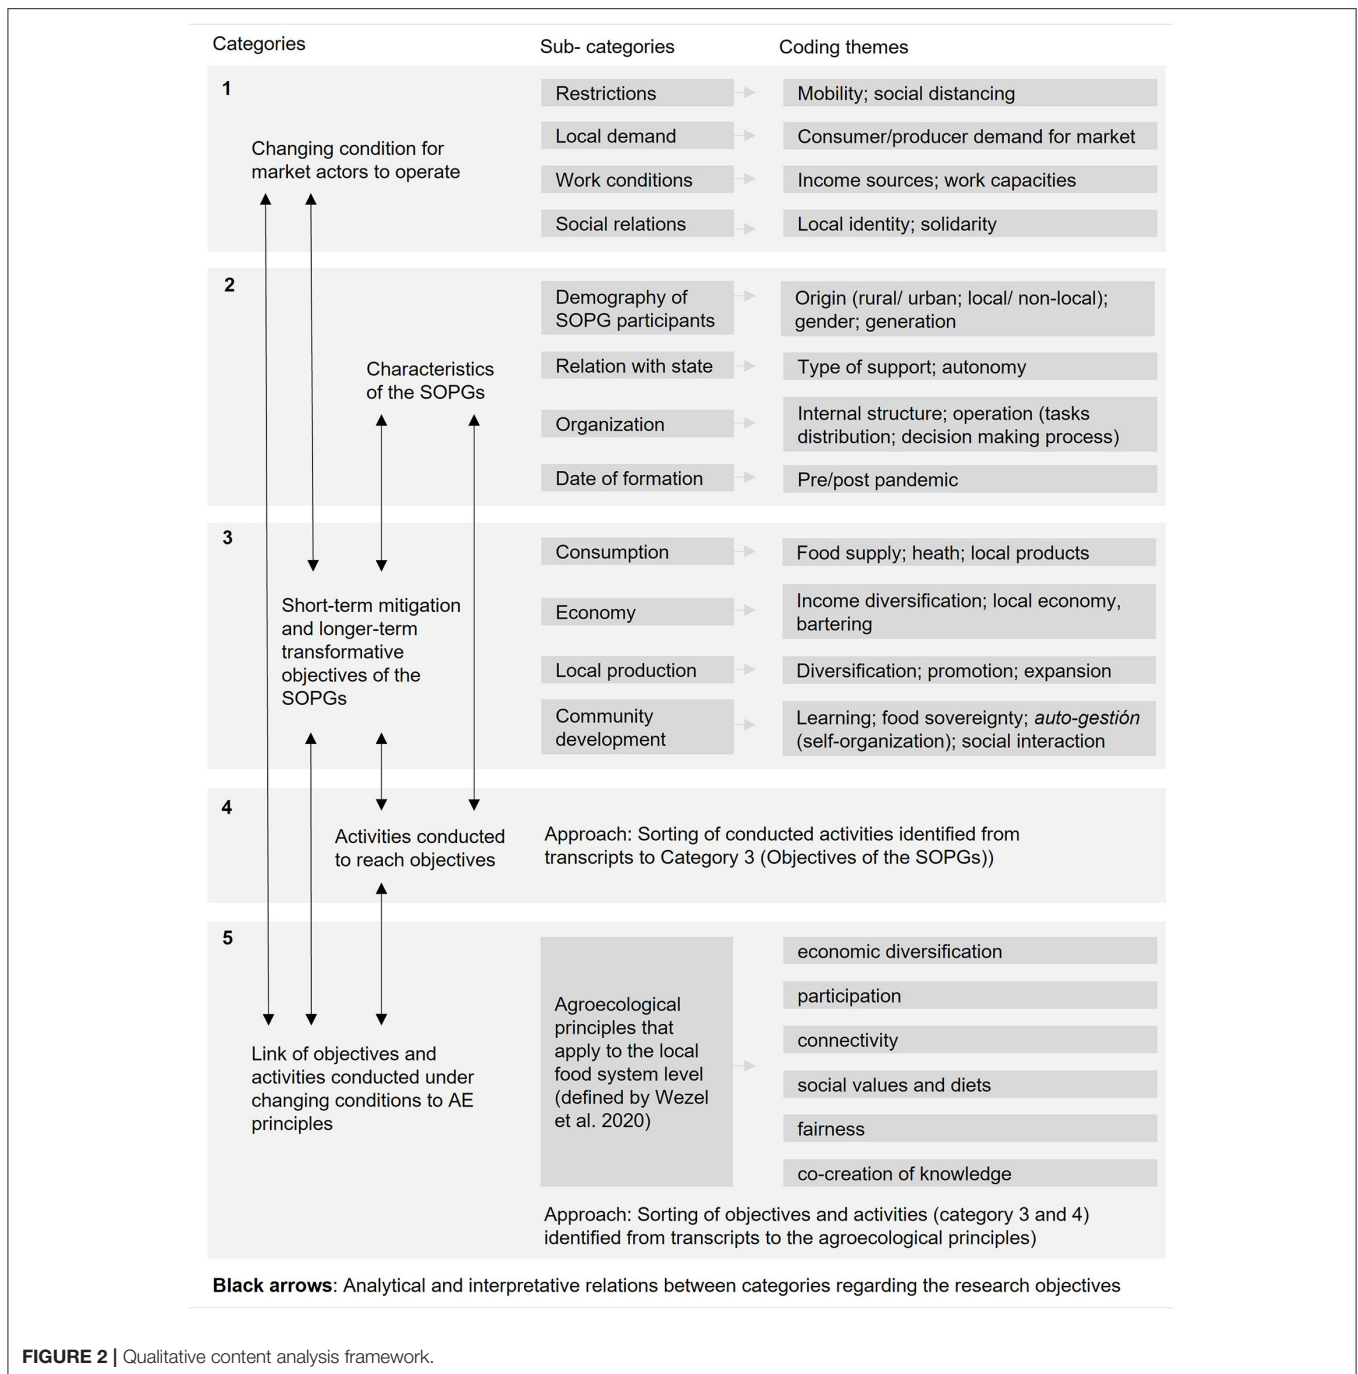 Categories
Sub- categories
Coding themes
1
Changing condition for
market actors to operate
Restrictions
Mobility; social distancing
Local demand
Consumer/producer demand for market
Work conditions
Income sources; work capacities
Social relations
Local identity; solidarity
2
Characteristics
of the SOPGs
Demography of
SOPG participants
Origin (rural/ urban; local/ non-local);
gender; generation
Relation with state
Type of support; autonomy
Organization
Internal structure; operation (tasks
distribution; decision making process)
Date of formation
Pre/post pandemic
3
Short-term mitigation
and longer-term
transformative
objectives of the
SOPGs
Consumption
Food supply; heath; local products
Economy
Income diversification; local economy,
bartering
Local production
Diversification; promotion; expansion
Community
development
Learning; food sovereignty; auto-gestión
(self-organization); social interaction
4
Activities conducted
to reach objectives
Approach: Sorting of conducted activities identified from
transcripts to Category 3 (Objectives of the SOPGs))
5
Link of objectives and
activities conducted under
changing conditions to AE
principles
Agroecological
principles that
apply to the local
food system level
(defined by Wezel
et al. 2020)
economic diversification
participation
connectivity
social values and diets
fairness
co-creation of knowledge
Approach: Sorting of objectives and activities (category 3 and 4)
identified from transcripts to the agroecological principles)
Black arrows: Analytical and interpretative relations between categories regarding the research objectives
FIGURE 2 | Qualitative content analysis framework.